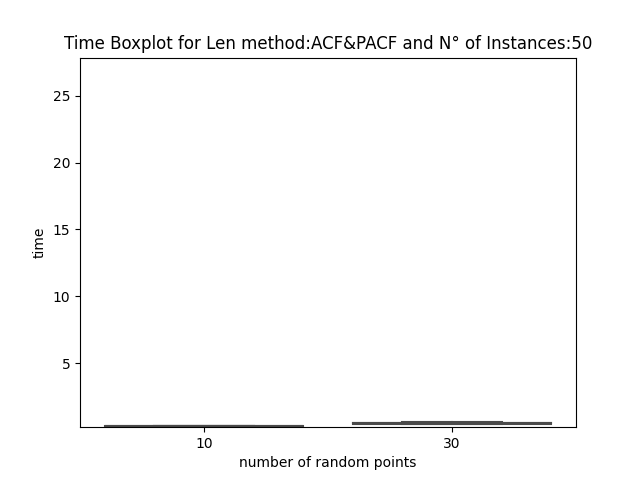 Time Boxplot for Len method:ACF&PACF and N° of Instances:50
25
20
15
10
5
time
10 30
number of random points